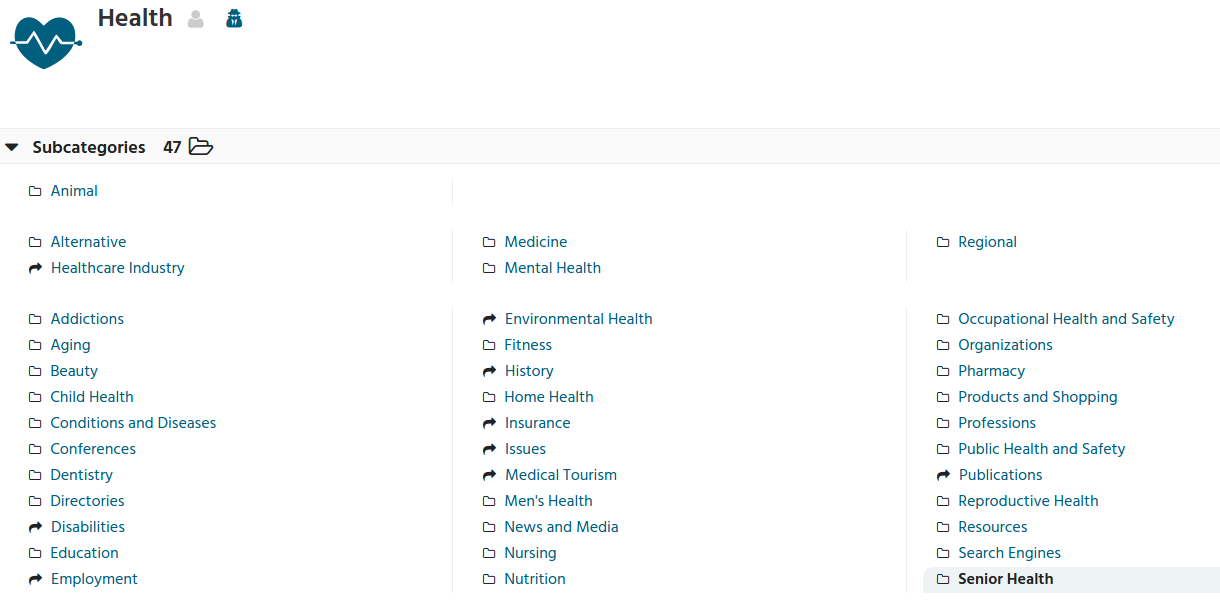 Health
Subcategories 47
Animal
Alternative
Healthcare Industry
Medicine
Mental Health
Regional
Addictions
Aging
Beauty
Child Health
Conditions and Diseases
Conferences
Dentistry
Directories
Disabilities
Education
Employment
Environmental Health
Fitness
History
Home Health
Insurance
Issues
Medical Tourism
Men's Health
News and Media
Nursing
Nutrition
Occupational Health and Safety
Organizations
Pharmacy
Products and Shopping
Professions
Public Health and Safety
Publications
Reproductive Health
Resources
Search Engines
Senior Health